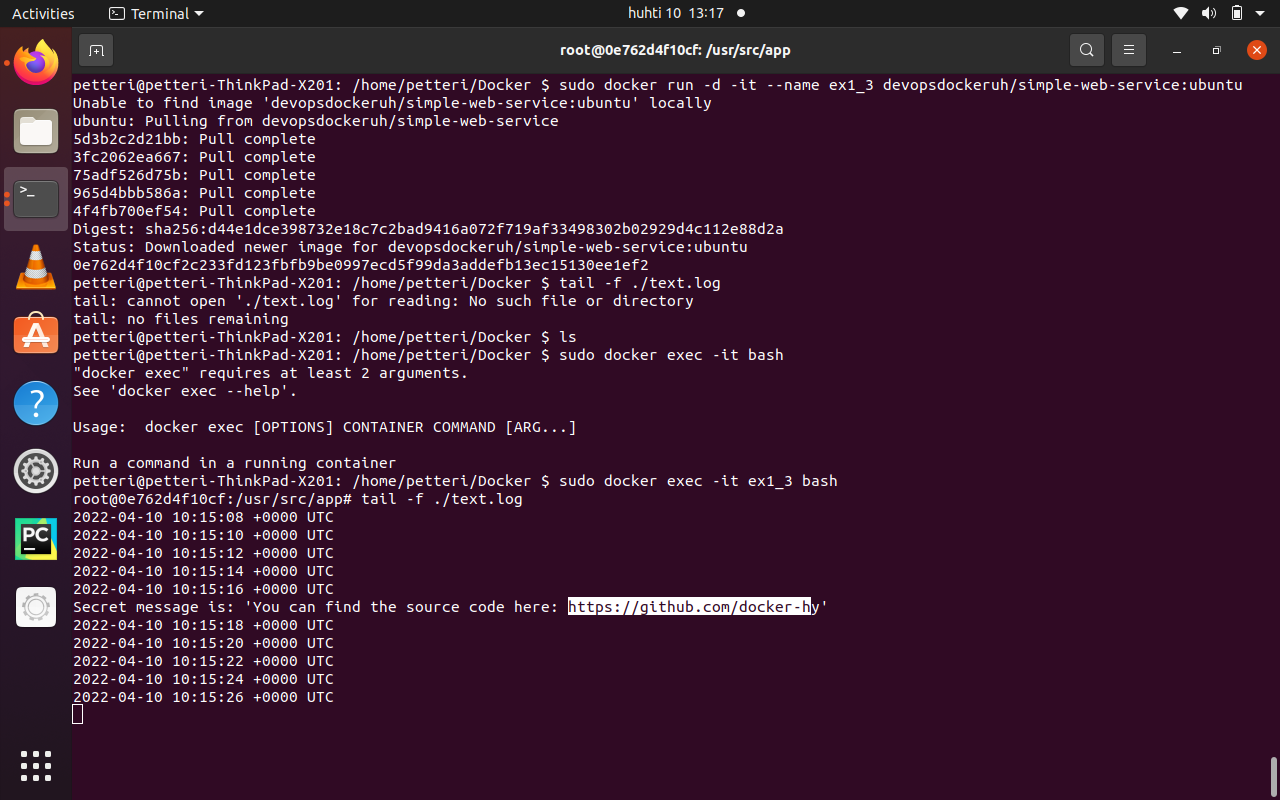 Activities
Terminal
huhti 10 13:17
root@0e762d4f10cf: /usr/src/app
petteri@petteri-ThinkPad-X201: /home/petteri/Docker $ sudo docker run -d -it --name ex1_3 devopsdockeruh/simple-web-service:ubuntu
Unable to find image 'devopsdockeruh/simple-web-service:ubuntu' locally
ubuntu: Pulling from devopsdockeruh/simple-web-service
5d3b2c2d21bb: Pull complete
3fc2062ea667: Pull complete
75adf526d75b: Pull complete
965d4bbb586a: Pull complete
4f4fb700ef54: Pull complete
Digest: sha256:d44e1dce398732e18c7c2bad9416a072f719af33498302b02929d4c112e88d2a
Status: Downloaded newer image for devopsdockeruh/simple-web-service:ubuntu
0e762d4f10cf2c233fd123fbfb9be0997ecd5f99da3addefb13ec15130ee1ef2
petteri@petteri-ThinkPad-X201: /home/petteri/Docker $ tail -f ./text.log
tail: cannot open './text.log' for reading: No such file or directory
tail: no files remaining
petteri@petteri-ThinkPad-X201: /home/petteri/Docker $ ls
petteri@petteri-ThinkPad-X201: /home/petteri/Docker $ sudo docker exec -it bash
"docker exec" requires at least 2 arguments.
See 'docker exec --help'.
Usage:  docker exec [OPTIONS] CONTAINER COMMAND [ARG...]
Run a command in a running container
petteri@petteri-ThinkPad-X201: /home/petteri/Docker $ sudo docker exec -it ex1_3 bash
root@0e762d4f10cf:/usr/src/app# tail -f ./text.log
2022-04-10 10:15:08 +0000 UTC
2022-04-10 10:15:10 +0000 UTC
2022-04-10 10:15:12 +0000 UTC
2022-04-10 10:15:14 +0000 UTC
2022-04-10 10:15:16 +0000 UTC
Secret message is: 'You can find the source code here: https://github.com/docker-hy'
2022-04-10 10:15:18 +0000 UTC
2022-04-10 10:15:20 +0000 UTC
2022-04-10 10:15:22 +0000 UTC
2022-04-10 10:15:24 +0000 UTC
2022-04-10 10:15:26 +0000 UTC
>_
A
?
PC